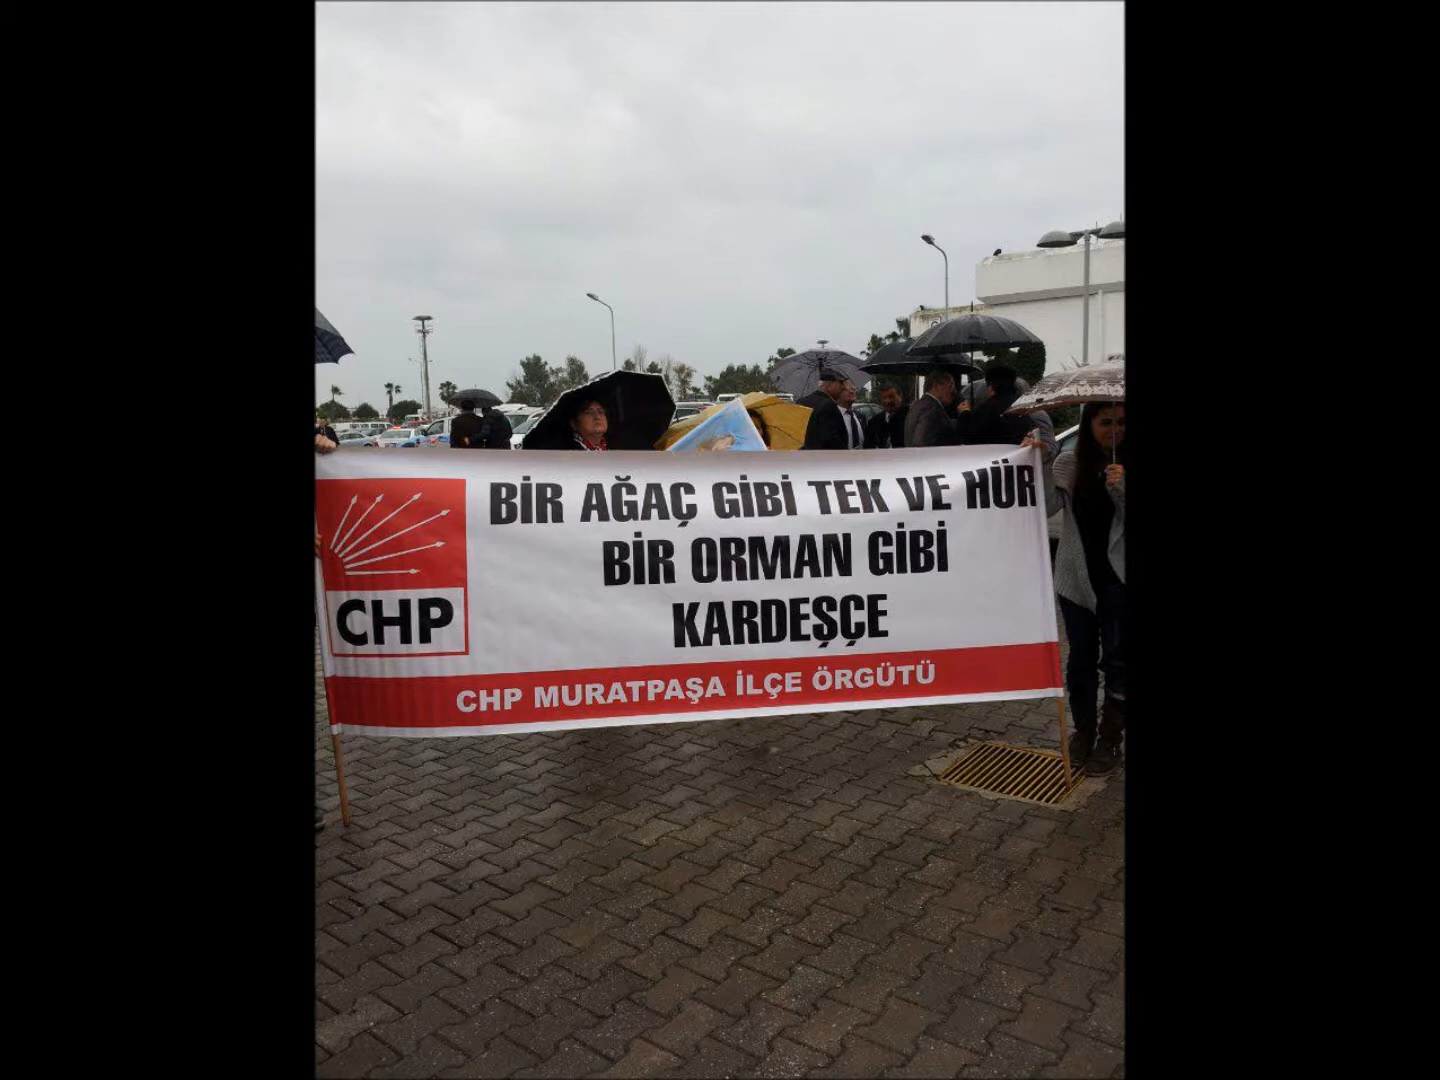 BİR AĞAÇ GİBİ TEK VE HÜR
BİR ORMAN GİBİ
KARDEŞÇE
CHP
CHP MURATPAŞA İLÇE ÖRGÜTÜ